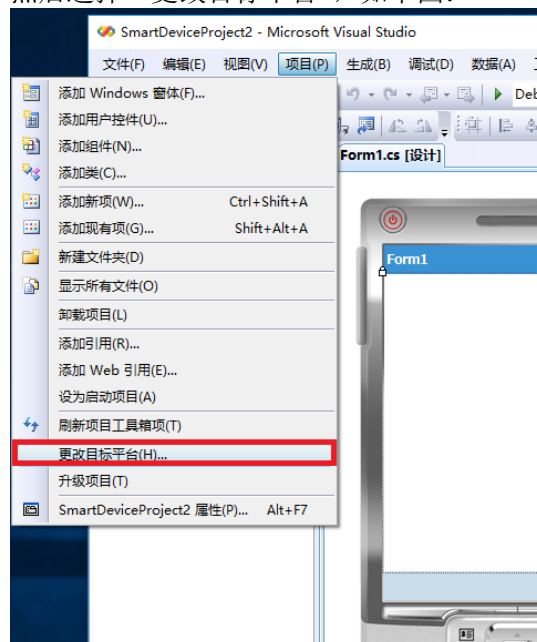 SmartDeviceProject2 - Microsoft Visual Studio
文件(F) 编辑(E) 视图(V) 项目(P) 生成(B) 调试(D) 数据(A)
添加 Windows 窗体(F)...
Deb
添加用户控件(U)...
添加组件(N)...
Form1.cs [设计]
添加类(C)...
添加新项(W)... Ctrl+Shift+A
添加现有项(G)... Shift+Alt+A
新建文件夹(D)
Form1
显示所有文件(O)
卸载项目(L)
添加引用(R)...
添加 Web 引用(E)...
设为启动项目(A)
刷新项目工具箱项(T)
更改目标平台(H)...
升级项目(T)
SmartDeviceProject2 属性(P)... Alt+F7